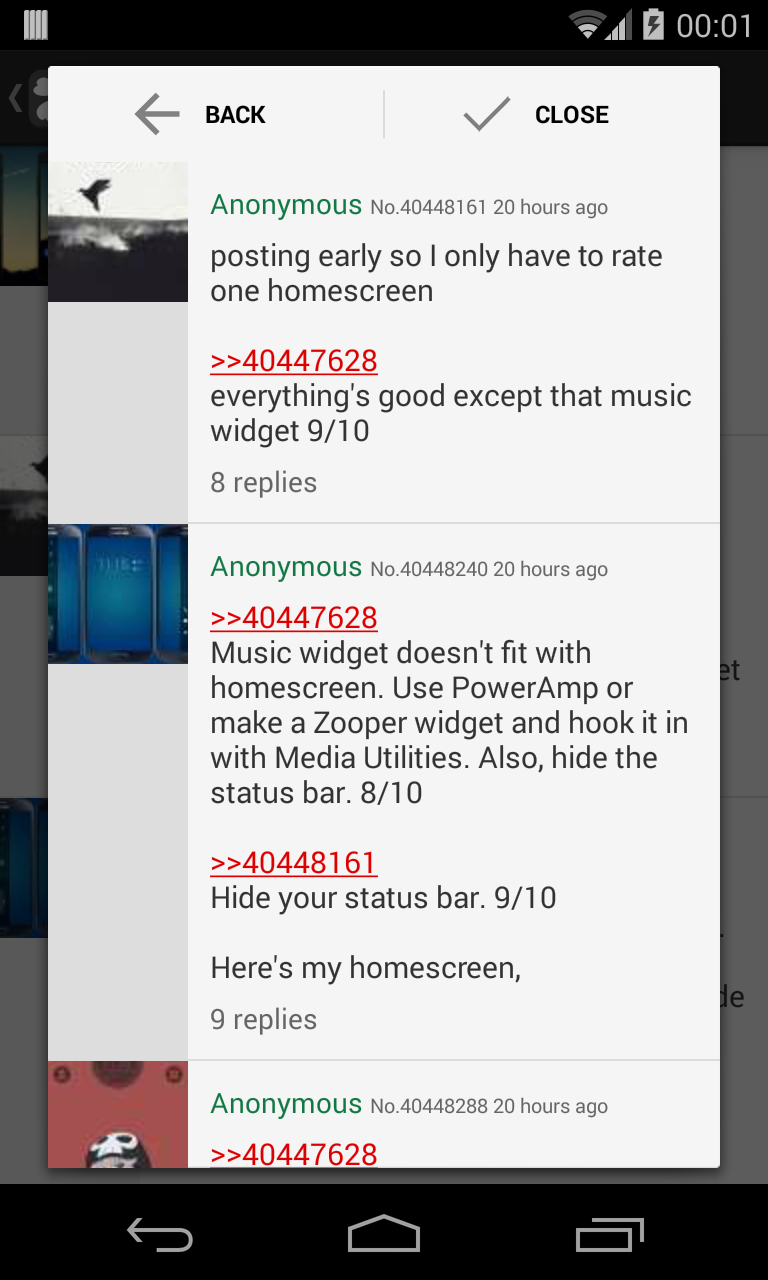 00:01
BACK
CLOSE
Anonymous No.40448161 20 hours ago
posting early so I only have to rate
one homescreen
>>40447628
everything's good except that music
widget 9/10
8 replies
Anonymous No.40448240 20 hours ago
>>40447628
Music widget doesn't fit with
homescreen. Use PowerAmp or
make a Zooper widget and hook it in
with Media Utilities. Also, hide the
status bar. 8/10
>>40448161
Hide your status bar. 9/10
Here's my homescreen,
9 replies
Anonymous No.40448288 20 hours ago
>>40447628